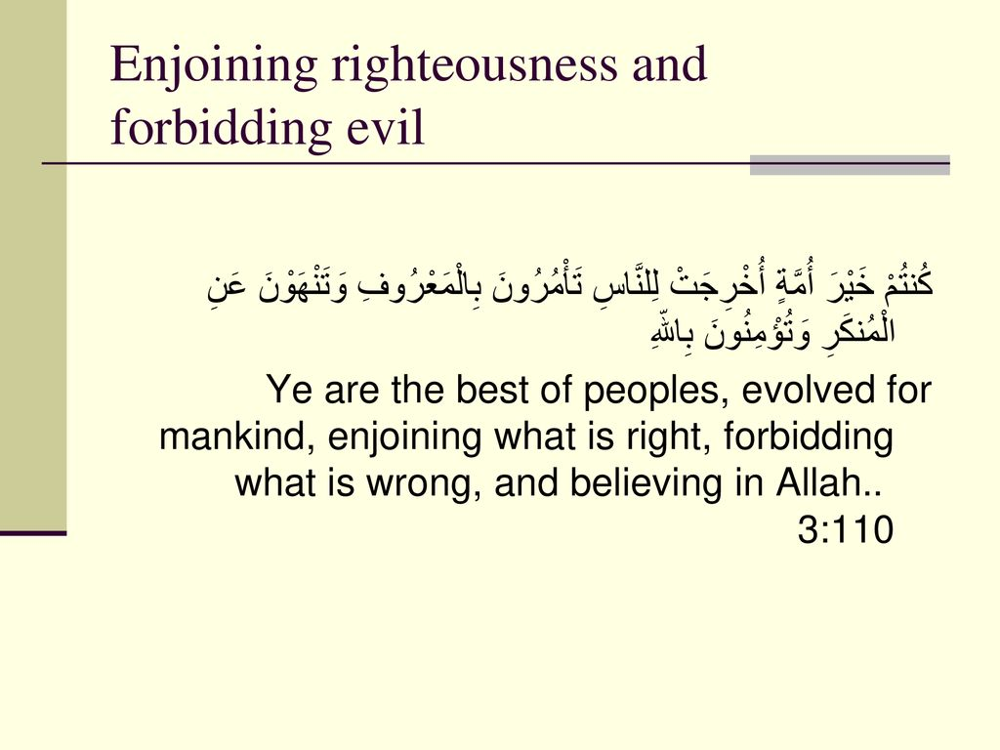 Enjoining righteousness and
forbidding evil
كُنتُمْ خَيْرَ أُمَّةٍ أُخْرِجَتْ لِلنَّاسِ تَأْمُرُونَ بِالْمَعْرُوفِ وَتَنْهَوْنَ عَنِ
الْمُنكَرِ وَتُؤْمِنُونَ بِاللّهِ
Ye are the best of peoples, evolved for
mankind, enjoining what is right, forbidding
what is wrong, and believing in Allah..
3:110